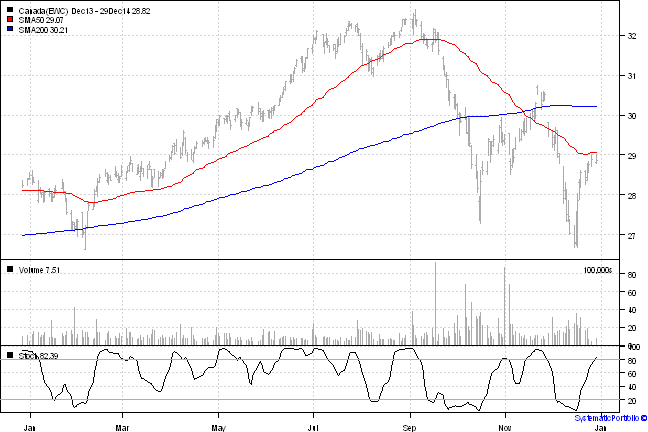 Canada(EWC) Dec13 - 29Dec14 28.82
SMA50 29.07
SMA200 30.21
32
31
30
29
28
27
Volume 7.51
100,000s
80
60
40
20
0
Stoch 82.39
100
80
60
40
20
Jan
Mar
May
Jul
Sep
Nov
Jan
SystematicPortfolio ©